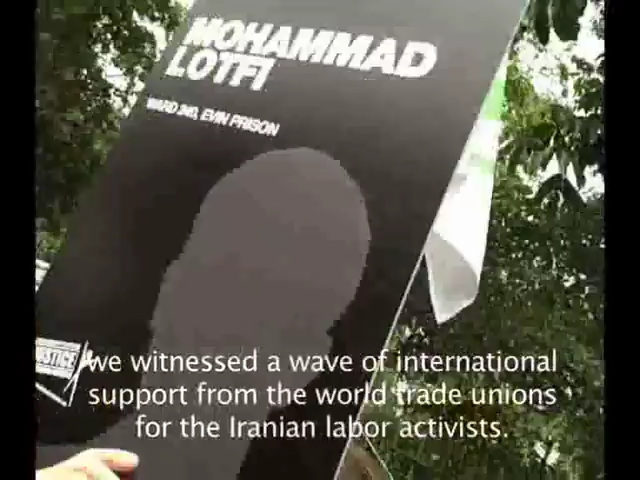 MOHAMMAD
LOTFI
WARD 240, EVIN PRISON
JUSTICE
we witnessed a wave of international
support from the world trade unions
for the Iranian labor activists.